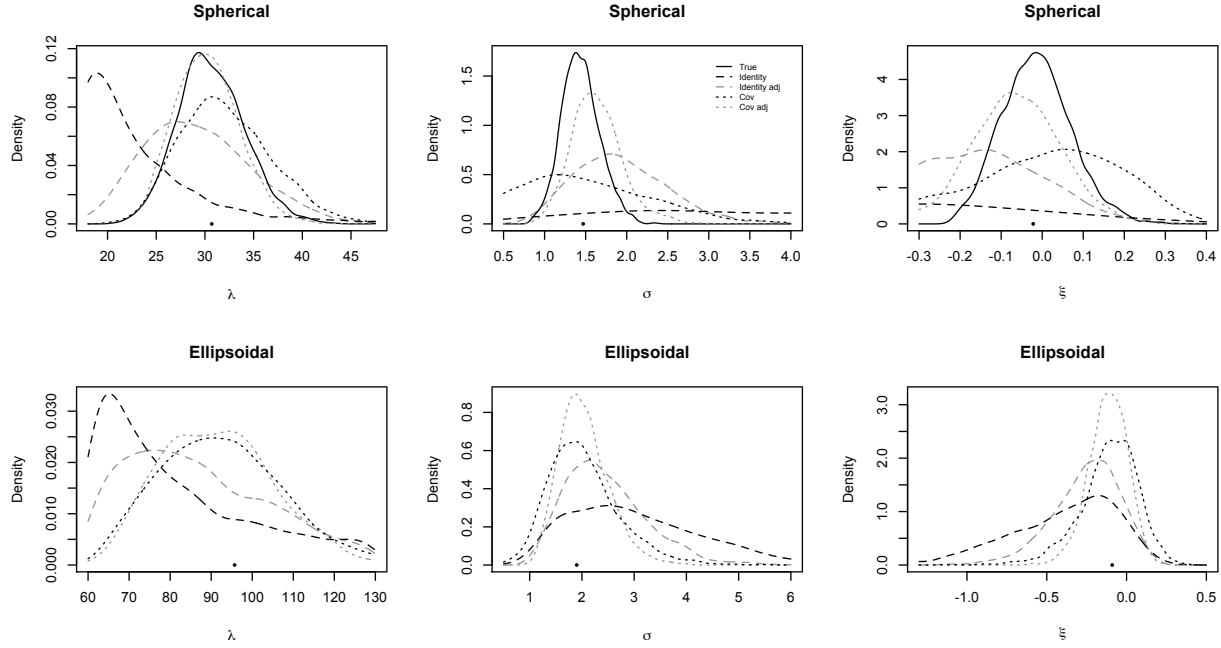 Spherical
Density
0.00 0.04 0.08 0.12
20 25 30 35 40 45
λ
Spherical
Density
0.0 0.5 1.0 1.5
0.5 1.0 1.5 2.0 2.5 3.0 3.5 4.0
σ
True
Identity
Identity adj
Cov
Cov adj
Spherical
Density
0 1 2 3 4
-0.3 -0.2 -0.1 0.0 0.1 0.2 0.3 0.4
ξ
Ellipsoidal
Density
0.000 0.010 0.020 0.030
60 70 80 90 100 110 120 130
λ
Ellipsoidal
Density
0.0 0.2 0.4 0.6 0.8
1 2 3 4 5 6
σ
Ellipsoidal
Density
0.0 1.0 2.0 3.0
-1.0 -0.5 0.0 0.5
ξ